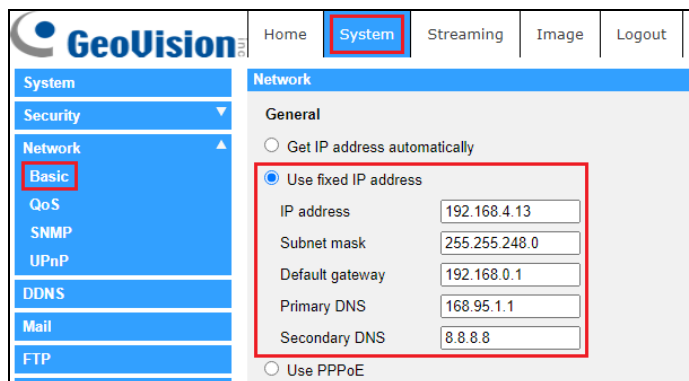 GeoVision inc
Home System Streaming Image Logout
System
Security
Network
Basic
QoS
SNMP
UPnP
DDNS
Mail
FTP
Network
General
Get IP address automatically
Use fixed IP address
IP address 192.168.4.13
Subnet mask 255.255.248.0
Default gateway 192.168.0.1
Primary DNS 168.95.1.1
Secondary DNS 8.8.8.8
Use PPPoE